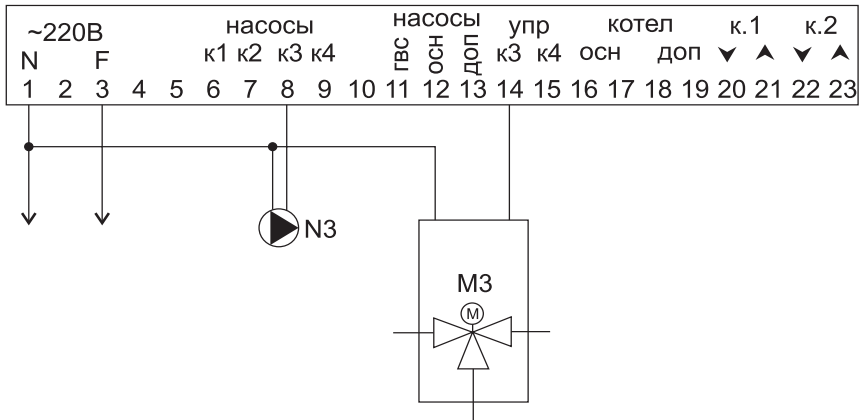 насосы насосы упр котел к.1 к.2
~220В гвс осн доп
N F к1 к2 к3 к4 к3 к4 осн доп
1 2 3 4 5 6 7 8 9 10 11 12 13 14 15 16 17 18 19 20 21 22 23
N3
М3
М